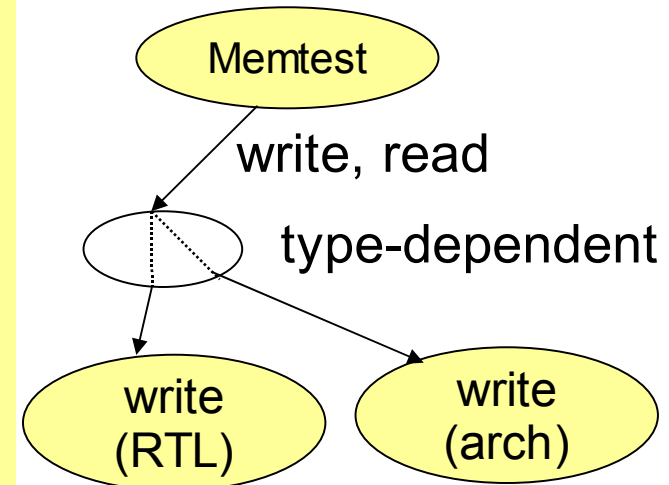 Memtest
write, read
type-dependent
write
(RTL)
write
(arch)